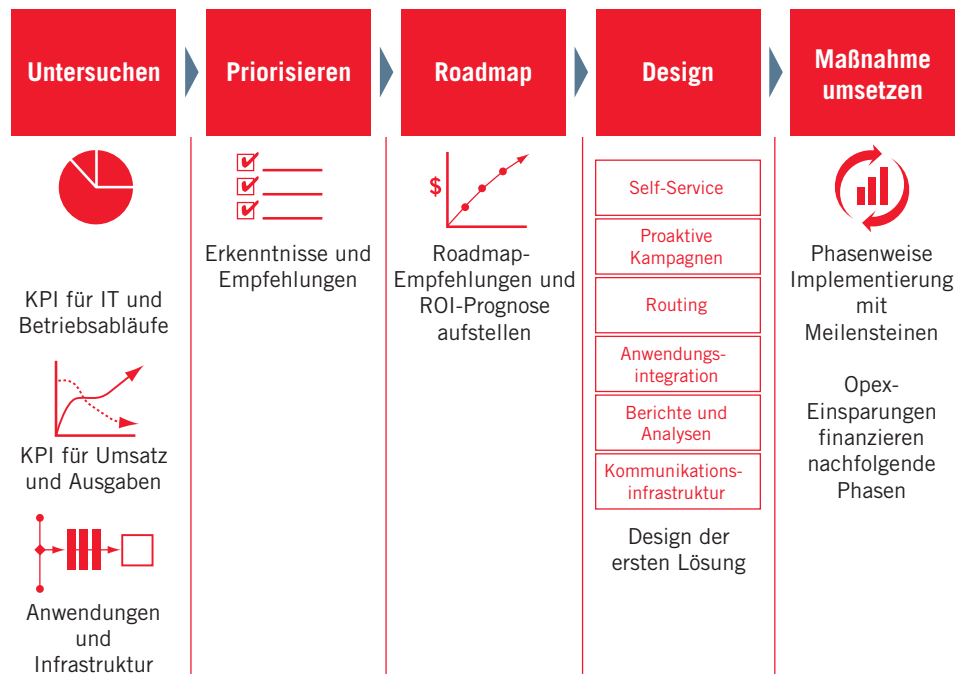 Untersuchen
Priorisieren
Roadmap
Design
Maßnahme
umsetzen
KPI für IT und
Betriebsabläufe
KPI für Umsatz
und Ausgaben
Anwendungen
und
Infrastruktur
Erkenntnisse und
Empfehlungen
$
Roadmap-
Empfehlungen und
ROI-Prognose
aufstellen
Self-Service
Proaktive
Kampagnen
Routing
Anwendungs-
integration
Berichte und
Analysen
Kommunikations-
infrastruktur
Design der
ersten Lösung
Phasenweise
Implementierung
mit
Meilensteinen
Opex-
Einsparungen
finanzieren
nachfolgende
Phasen